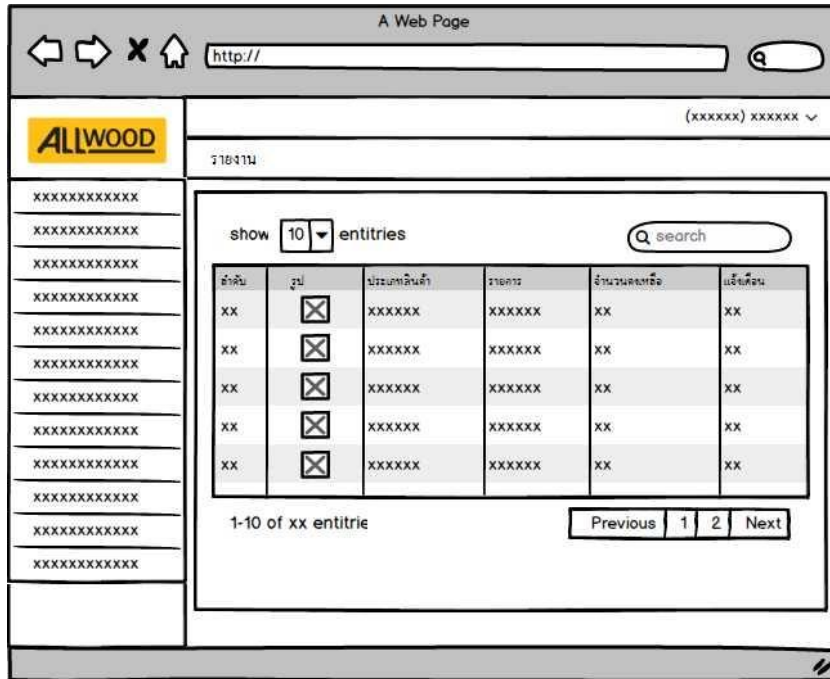 A Web Page
http://
(xxxxxx) xxxxxx
ALLWOOD
รายงาน
xxxxxxxxxxxx
xxxxxxxxxxxx
xxxxxxxxxxxx
xxxxxxxxxxxx
xxxxxxxxxxxx
xxxxxxxxxxxx
xxxxxxxxxxxx
xxxxxxxxxxxx
xxxxxxxxxxxx
xxxxxxxxxxxx
xxxxxxxxxxxx
xxxxxxxxxxxx
show 10 entitries search
ลำดับ รูป ประเภทสินค้า รายการ จำนวนคงเหลือ แจ้งเตือน
xx xxxxxx xxxxxx xx xx
xx xxxxxx xxxxxx xx xx
xx xxxxxx xxxxxx xx xx
xx xxxxxx xxxxxx xx xx
xx xxxxxx xxxxxx xx xx
1-10 of xx entitrie Previous 1 2 Next